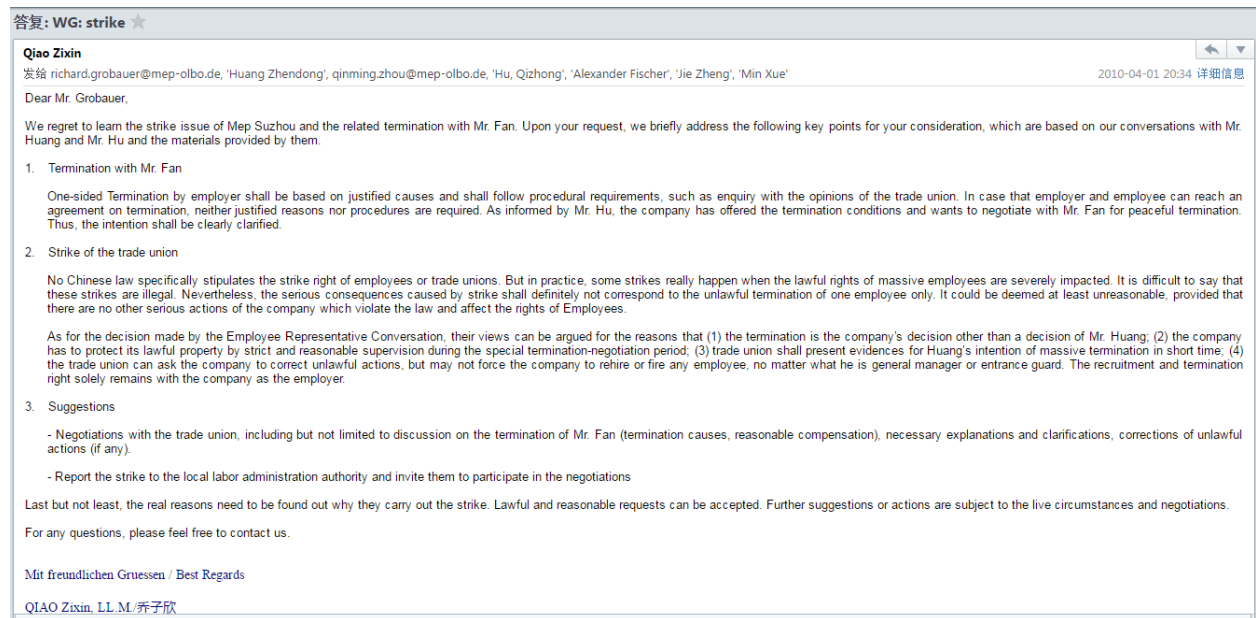 答复: WG: strike
Qiao Zixin
发给 richard.grobauer@mep-olbo.de, 'Huang Zhendong', qinming.zhou@mep-olbo.de, 'Hu, Qizhong', 'Alexander Fischer', 'Jie Zheng', 'Min Xue'
2010-04-01 20:34 详细信息
Dear Mr. Grobauer,
We regret to learn the strike issue of Mep Suzhou and the related termination with Mr. Fan. Upon your request, we briefly address the following key points for your consideration, which are based on our conversations with Mr.
Huang and Mr. Hu and the materials provided by them.
1. Termination with Mr. Fan
One-sided Termination by employer shall be based on justified causes and shall follow procedural requirements, such as enquiry with the opinions of the trade union. In case that employer and employee can reach an
agreement on termination, neither justified reasons nor procedures are required. As informed by Mr. Hu, the company has offered the termination conditions and wants to negotiate with Mr. Fan for peaceful termination.
Thus, the intention shall be clearly clarified.
2. Strike of the trade union
No Chinese law specifically stipulates the strike right of employees or trade unions. But in practice, some strikes really happen when the lawful rights of massive employees are severely impacted. It is difficult to say that
these strikes are illegal. Nevertheless, the serious consequences caused by strike shall definitely not correspond to the unlawful termination of one employee only. It could be deemed at least unreasonable, provided that
there are no other serious actions of the company which violate the law and affect the rights of Employees.
As for the decision made by the Employee Representative Conversation, their views can be argued for the reasons that (1) the termination is the company's decision other than a decision of Mr. Huang; (2) the company
has to protect its lawful property by strict and reasonable supervision during the special termination-negotiation period; (3) trade union shall present evidences for Huang's intention of massive termination in short time; (4)
the trade union can ask the company to correct unlawful actions, but may not force the company to rehire or fire any employee, no matter what he is general manager or entrance guard. The recruitment and termination
right solely remains with the company as the employer.
3. Suggestions
- Negotiations with the trade union, including but not limited to discussion on the termination of Mr. Fan (termination causes, reasonable compensation), necessary explanations and clarifications, corrections of unlawful
actions (if any).
- Report the strike to the local labor administration authority and invite them to participate in the negotiations
Last but not least, the real reasons need to be found out why they carry out the strike. Lawful and reasonable requests can be accepted. Further suggestions or actions are subject to the live circumstances and negotiations.
For any questions, please feel free to contact us.
Mit freundlichen Gruessen / Best Regards
QIAO Zixin, LL.M./乔子欣